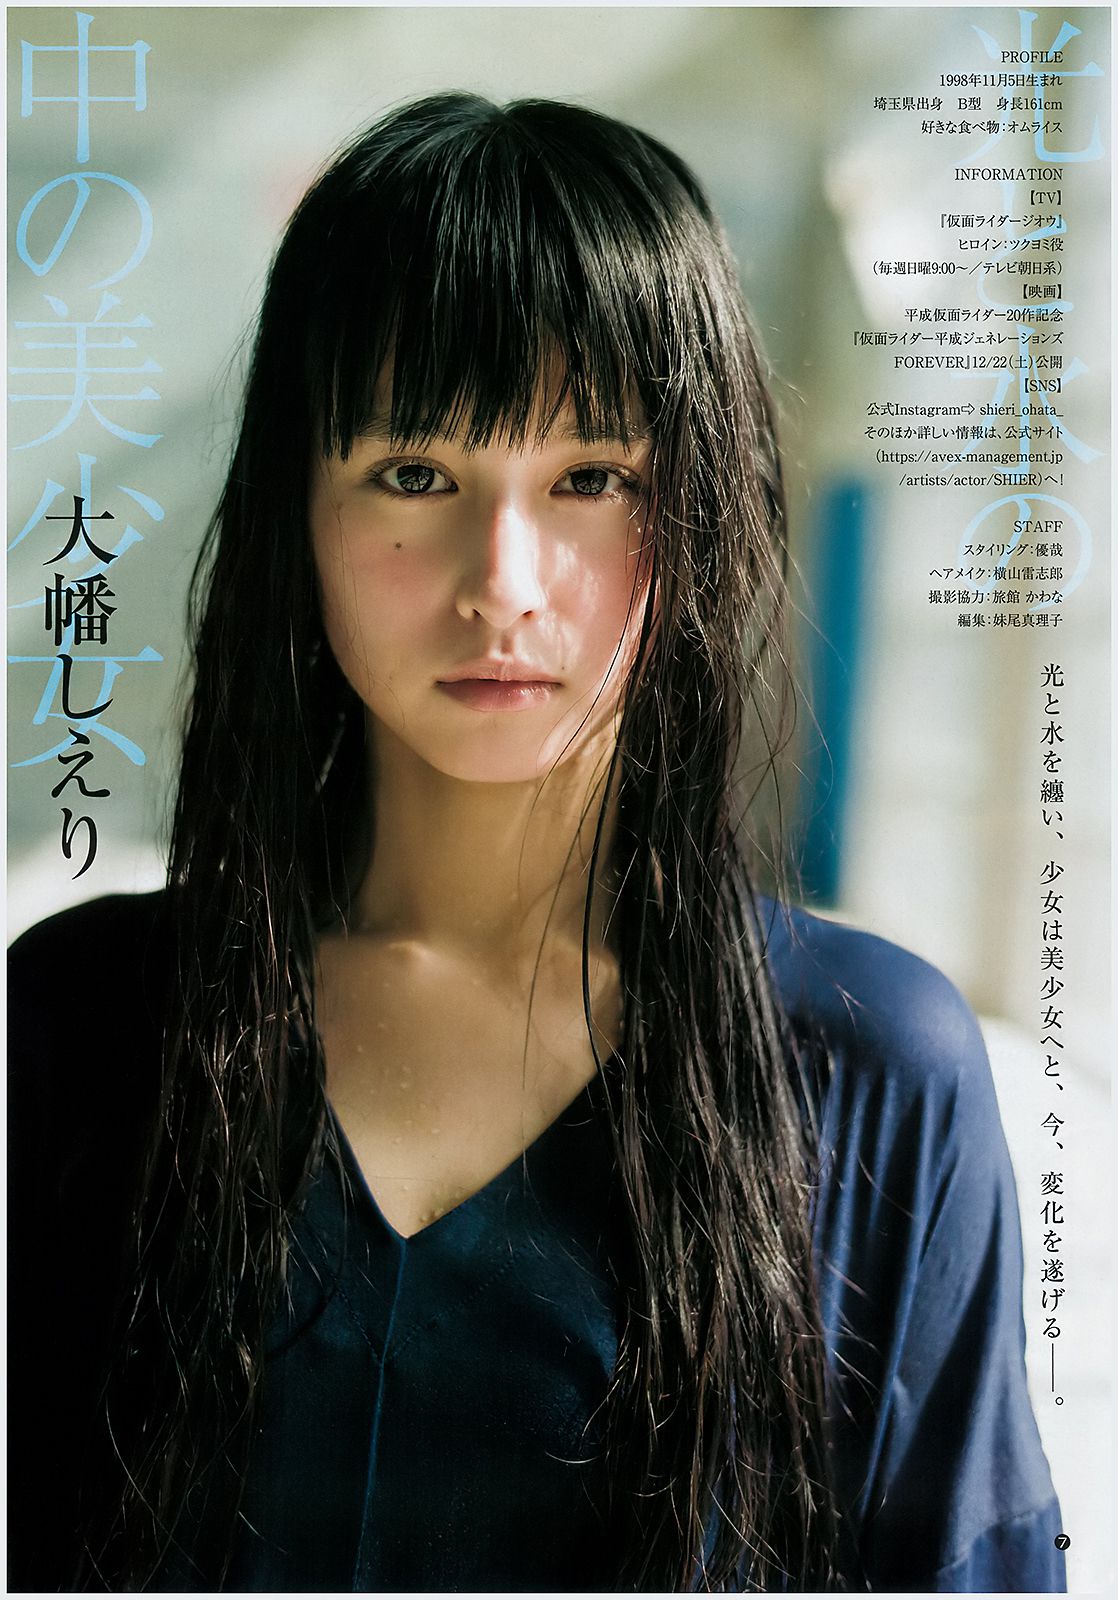 光と水の
中の美少女
大幡しえり
PROFILE
1998年11月5日生まれ
埼玉県出身　B型　身長161cm
好きな食べ物：オムライス
INFORMATION
【TV】
『仮面ライダージオウ』
ヒロイン：ツクヨミ役
（毎週日曜9:00～／テレビ朝日系）
【映画】
平成仮面ライダー20作記念
『仮面ライダー平成ジェネレーションズ
FOREVER』12/22（土）公開
【SNS】
公式Instagram⇨ shieri_ohata_
そのほか詳しい情報は、公式サイト
（https://avex-management.jp
/artists/actor/SHIER）へ！
STAFF
スタイリング：優哉
ヘアメイク：横山雷志郎
撮影協力：旅館 かわな
編集：妹尾真理子
光と水を纏い、少女は美少女へと、今、変化を遂げる――。
7